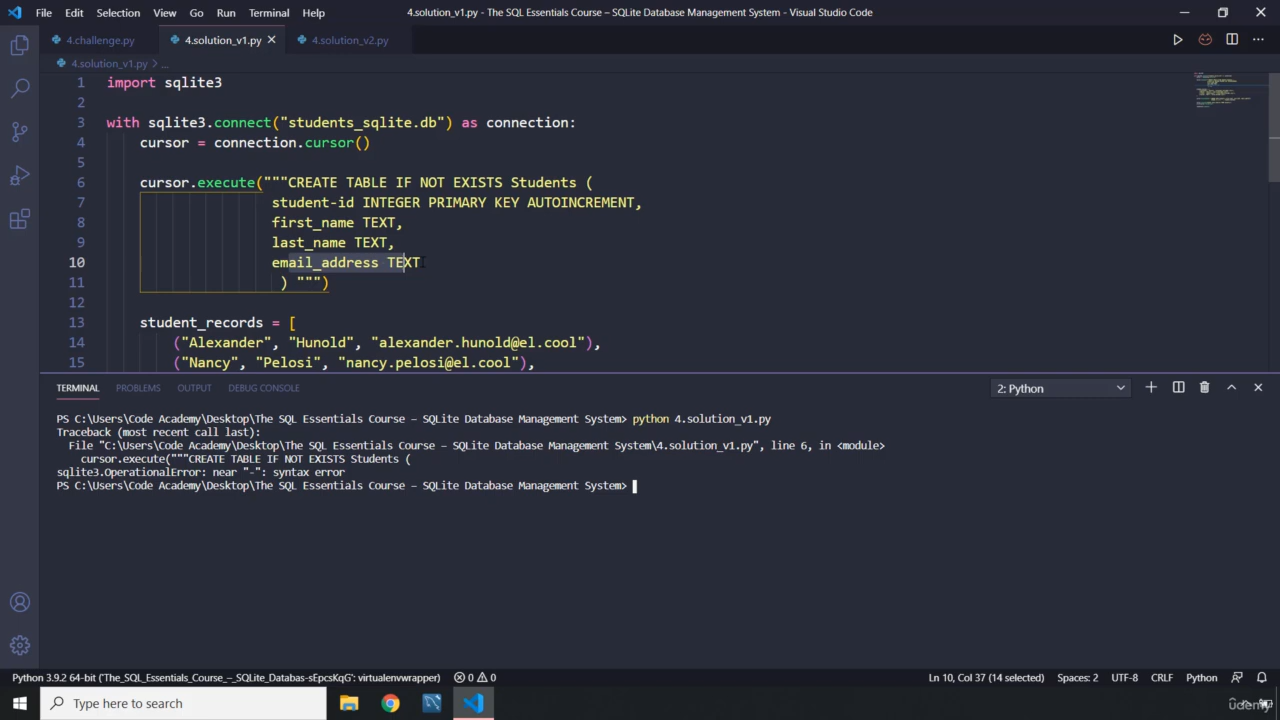 File Edit Selection View Go Run Terminal Help 4.solution_v1.py - The SQL Essentials Course – SQLite Database Management System - Visual Studio Code
4.challenge.py 4.solution_v1.py 4.solution_v2.py
4.solution_v1.py > ...
1 import sqlite3
2
3 with sqlite3.connect("students_sqlite.db") as connection:
4 cursor = connection.cursor()
5
6 cursor.execute("""CREATE TABLE IF NOT EXISTS Students (
7 student-id INTEGER PRIMARY KEY AUTOINCREMENT,
8 first_name TEXT,
9 last_name TEXT,
10 email_address TEXT
11 ) """)
12
13 student_records = [
14 ("Alexander", "Hunold", "alexander.hunold@el.cool"),
15 ("Nancy", "Pelosi", "nancy.pelosi@el.cool"),
TERMINAL PROBLEMS OUTPUT DEBUG CONSOLE 2: Python
PS C:\Users\Code Academy\Desktop\The SQL Essentials Course – SQLite Database Management System> python 4.solution_v1.py
Traceback (most recent call last):
File "C:\Users\Code Academy\Desktop\The SQL Essentials Course – SQLite Database Management System\4.solution_v1.py", line 6, in <module>
cursor.execute("""CREATE TABLE IF NOT EXISTS Students (
sqlite3.OperationalError: near "-": syntax error
PS C:\Users\Code Academy\Desktop\The SQL Essentials Course – SQLite Database Management System>
Python 3.9.2 64-bit ('The_SQL_Essentials_Course_–_SQLite_Databas-sEpcsKqG': virtualenvwrapper) 0 0 Ln 10, Col 37 (14 selected) Spaces: 2 UTF-8 CRLF Python
Type here to search
udemy